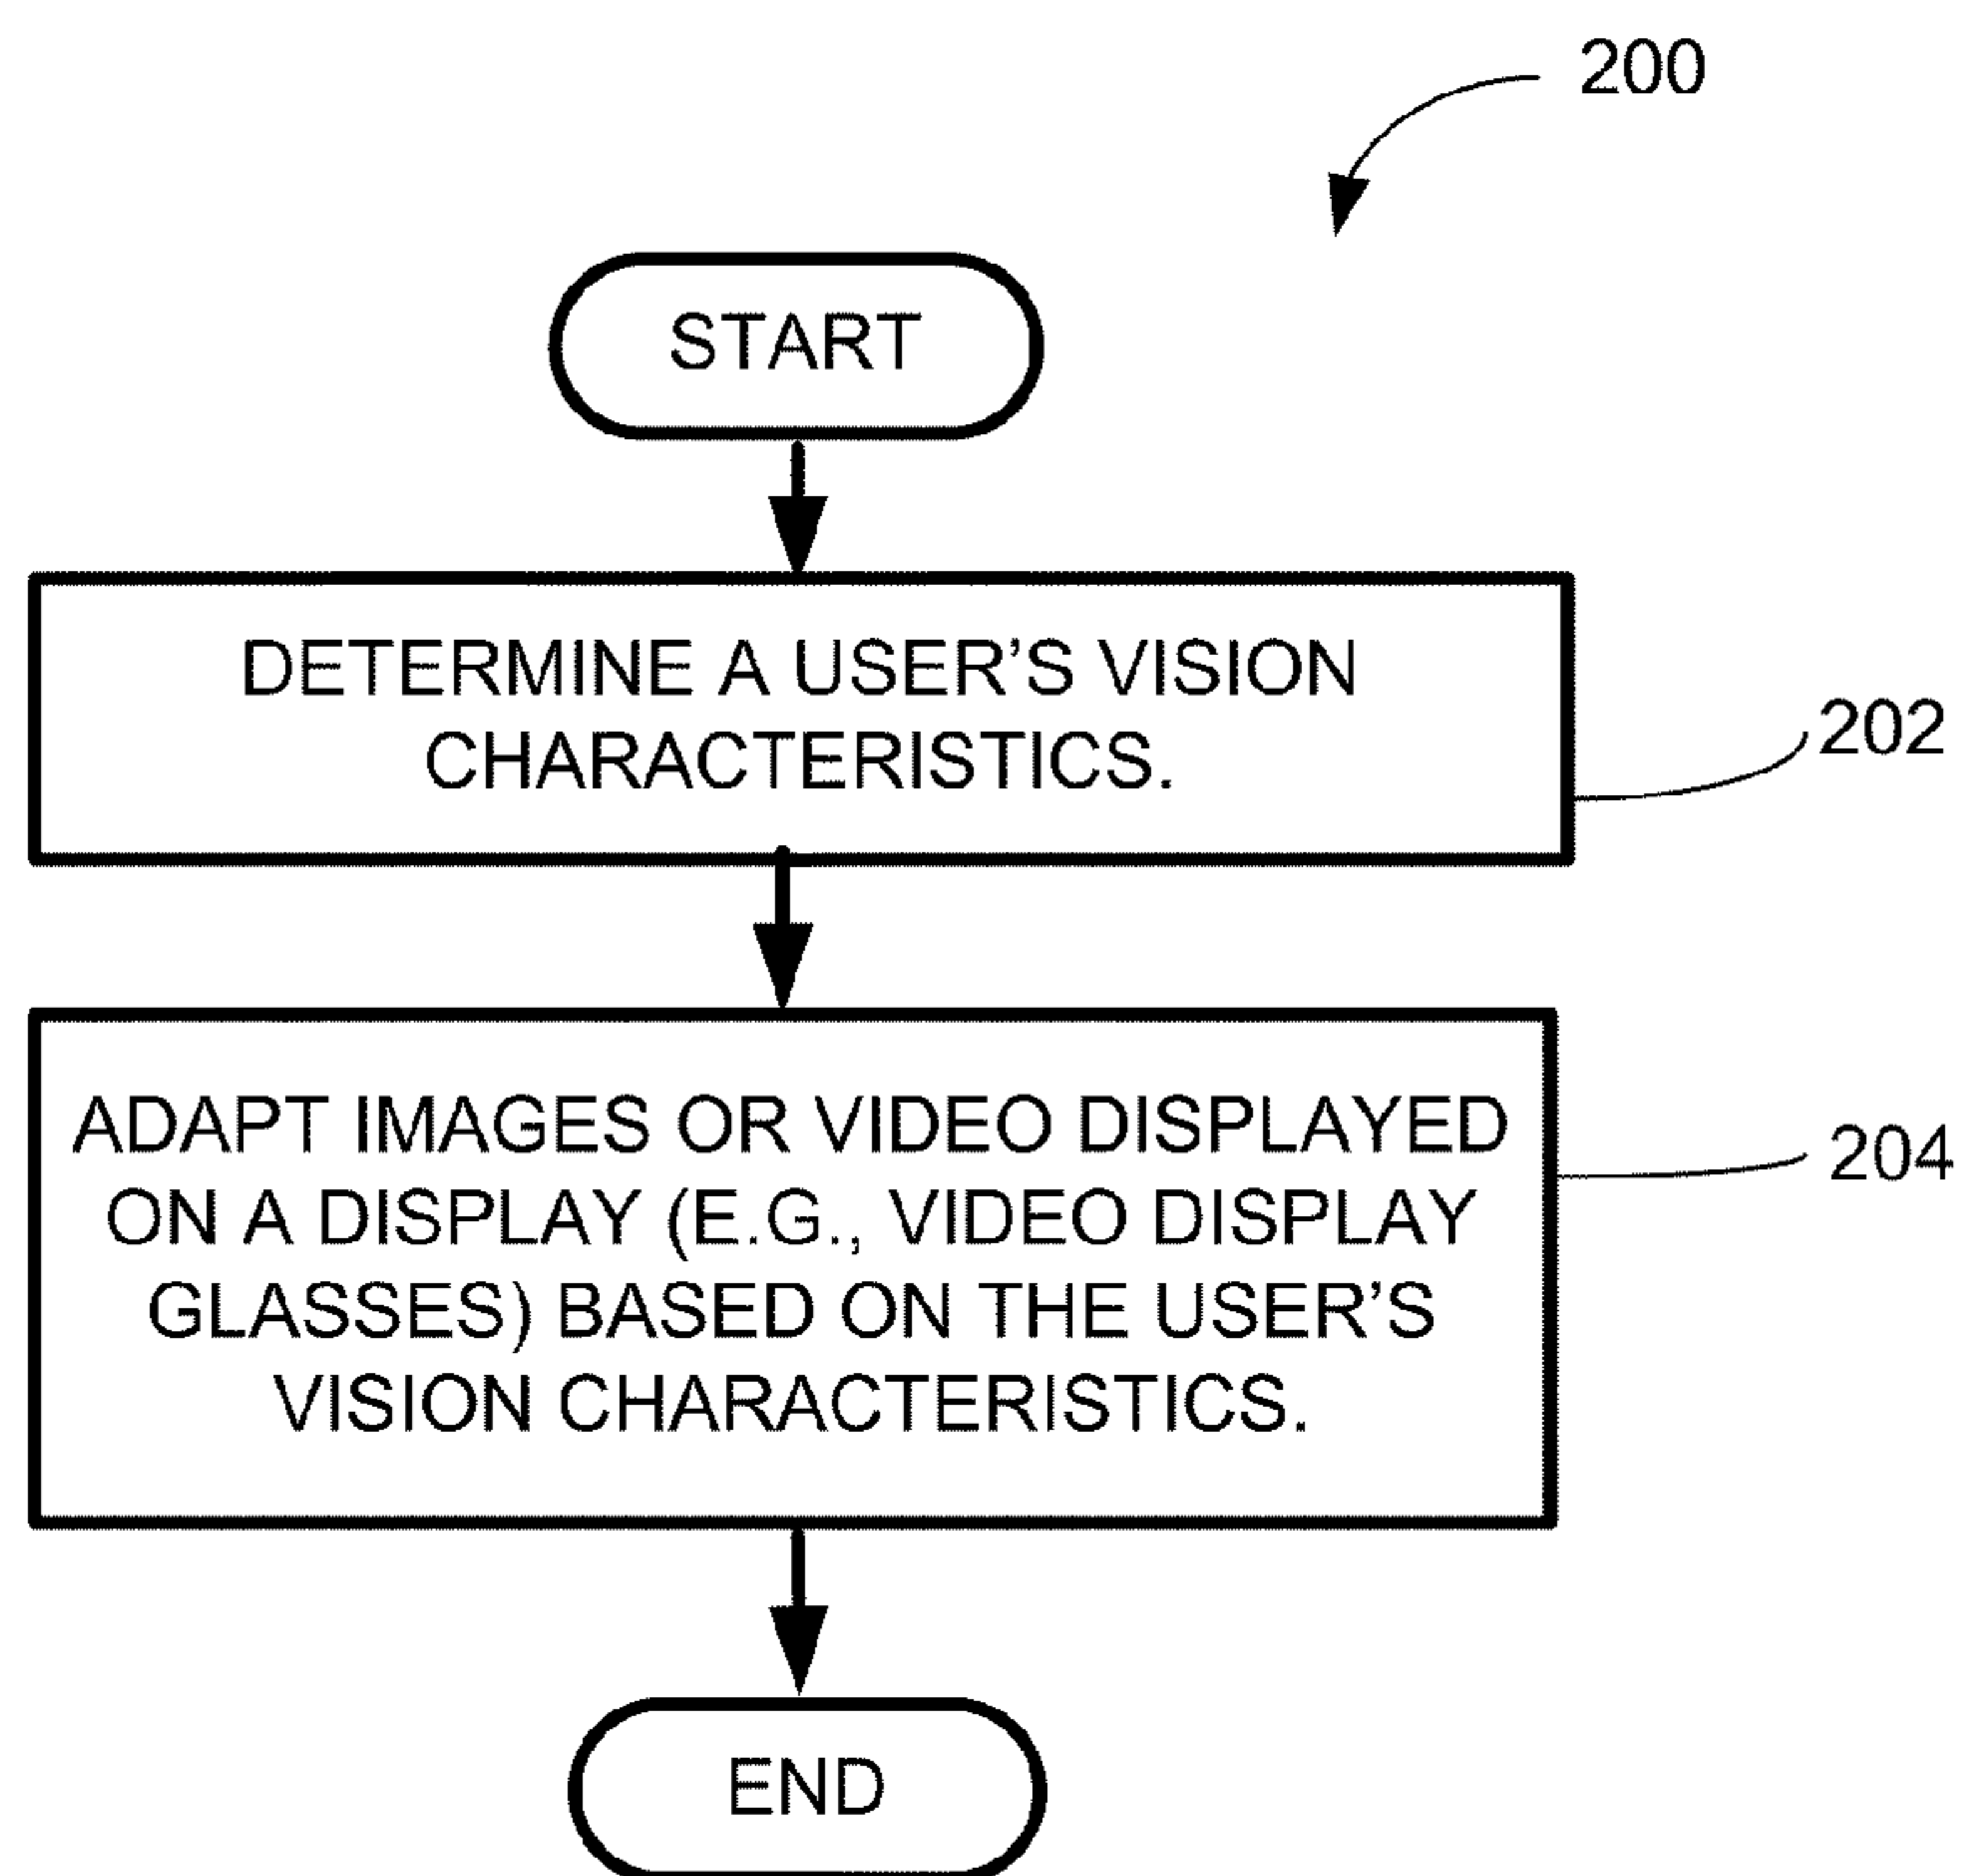 200
START
DETERMINE A USER’S VISION
CHARACTERISTICS.
202
ADAPT IMAGES OR VIDEO DISPLAYED
ON A DISPLAY (E.G., VIDEO DISPLAY
GLASSES) BASED ON THE USER’S
VISION CHARACTERISTICS.
204
END